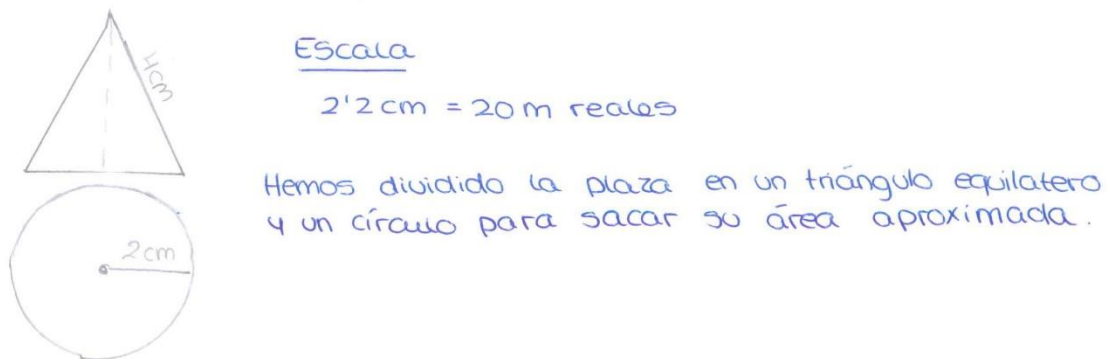 4cm
Escala
2'2 cm = 20 m reales
Hemos dividido la plaza en un triángulo equilatero
y un círculo para sacar su área aproximada.
2cm